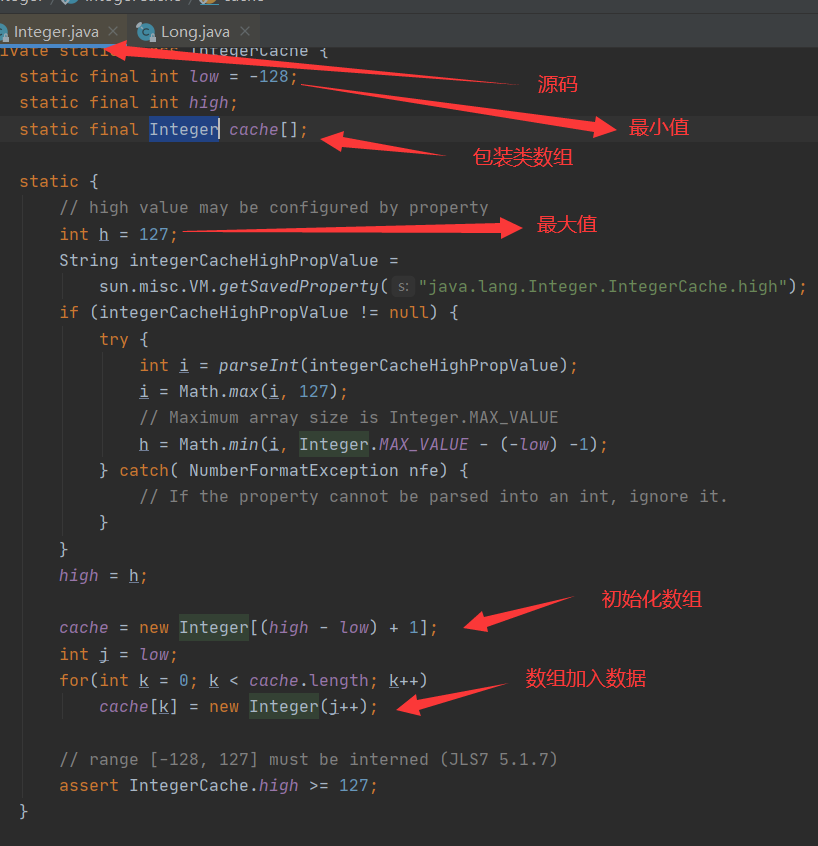 Integer.java × Long.java ×
static final int low = -128;
源码
static final int high;
最小值
static final Integer cache[];
包装类数组
static {
// high value may be configured by property
最大值
int h = 127;
String integerCacheHighPropValue =
sun.misc.VM.getSavedProperty( s: "java.lang.Integer.IntegerCache.high");
if (integerCacheHighPropValue != null) {
try {
int i = parseInt(integerCacheHighPropValue);
i = Math.max(i, 127);
// Maximum array size is Integer.MAX_VALUE
h = Math.min(i, Integer.MAX_VALUE - (-low) -1);
} catch( NumberFormatException nfe) {
// If the property cannot be parsed into an int, ignore it.
}
}
high = h;
初始化数组
cache = new Integer[(high - low) + 1];
int j = low;
数组加入数据
for(int k = 0; k < cache.length; k++)
cache[k] = new Integer(j++);
// range [-128, 127] must be interned (JLS7 5.1.7)
assert IntegerCache.high >= 127;
}